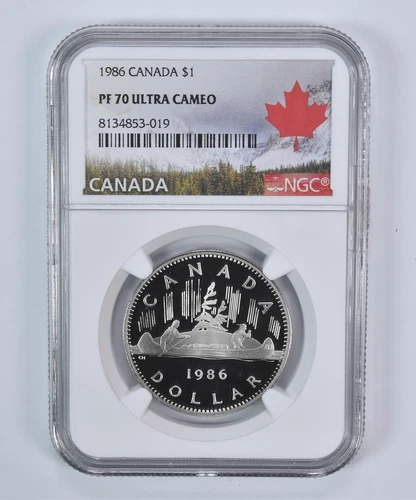 1986 CANADA $1
PF 70 ULTRA CAMEO
8134853-019
CANADA
NGC®
CANADA
1986
DOLLAR